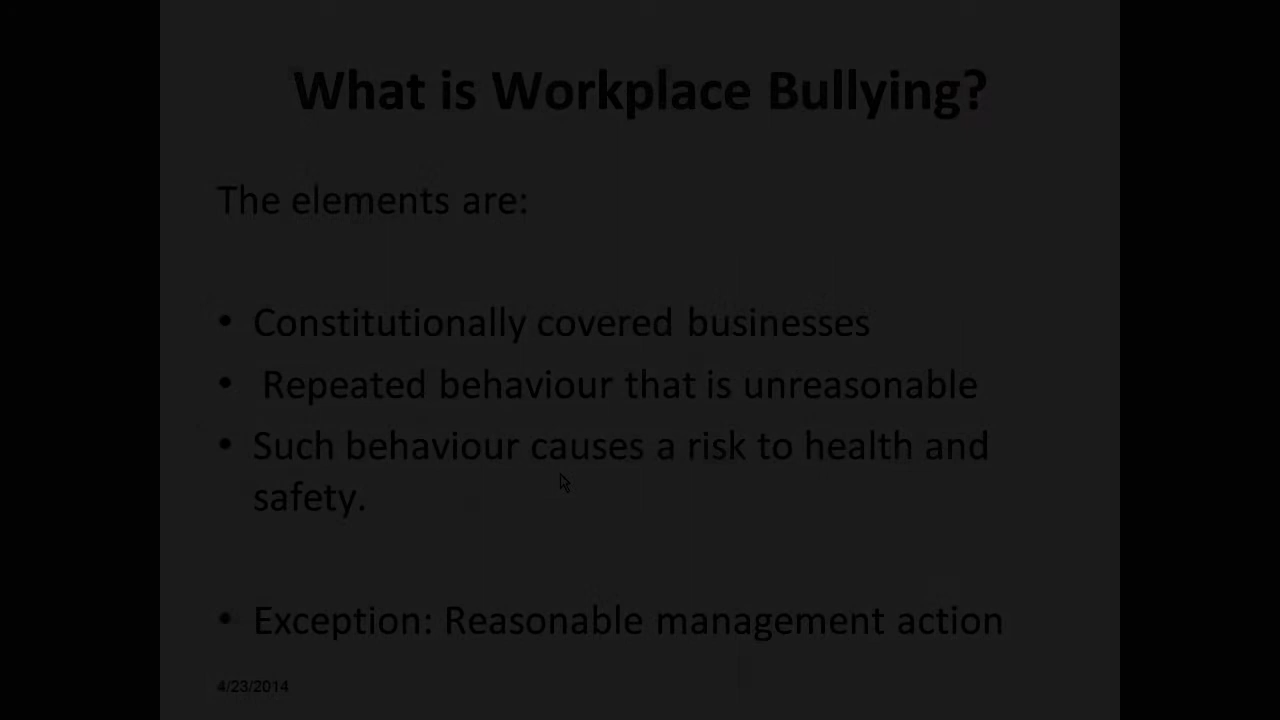 What is Workplace Bullying?
The elements are:
• Constitutionally covered businesses
• Repeated behaviour that is unreasonable
• Such behaviour causes a risk to health and
safety.
• Exception: Reasonable management action
4/23/2014